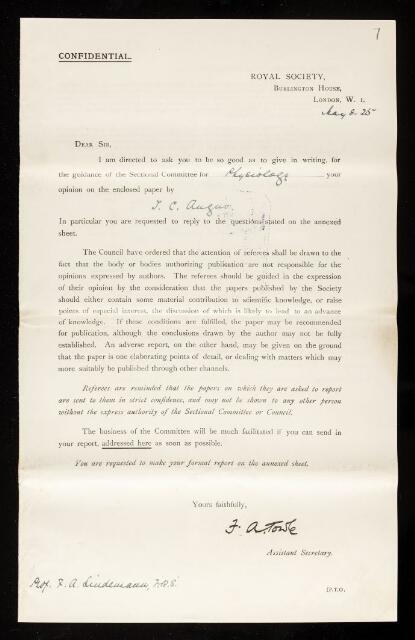 7
CONFIDENTIAL.
ROYAL SOCIETY,
BURLINGTON HOUSE,
LONDON, W. 1.
May 8. 25
DEAR SIR,
I am directed to ask you to be so good as to give in writing, for
the guidance of the Sectional Committee for Physiology your
opinion on the enclosed paper by
T. C. Angus.
In particular you are requested to reply to the questions stated on the annexed
sheet.
The Council have ordered that the attention of referees shall be drawn to the
fact that the body or bodies authorizing publication are not responsible for the
opinions expressed by authors. The referees should be guided in the expression
of their opinion by the consideration that the papers published by the Society
should either contain some material contribution to scientific knowledge, or raise
points of especial interest, the discussion of which is likely to lead to an advance
of knowledge. If these conditions are fulfilled, the paper may be recommended
for publication, although the conclusions drawn by the author may not be fully
established. An adverse report, on the other hand, may be given on the ground
that the paper is one elaborating points of detail, or dealing with matters which may
more suitably be published through other channels.
Referees are reminded that the papers on which they are asked to report
are sent to them in strict confidence, and may not be shown to any other person
without the express authority of the Sectional Committee or Council.
The business of the Committee will be much facilitated if you can send in
your report, addressed here as soon as possible.
You are requested to make your formal report on the annexed sheet.
Yours faithfully,
F. A. Towle
Assistant Secretary.
Prof. F. A. Lindemann, F.R.S.
[P.T.O.